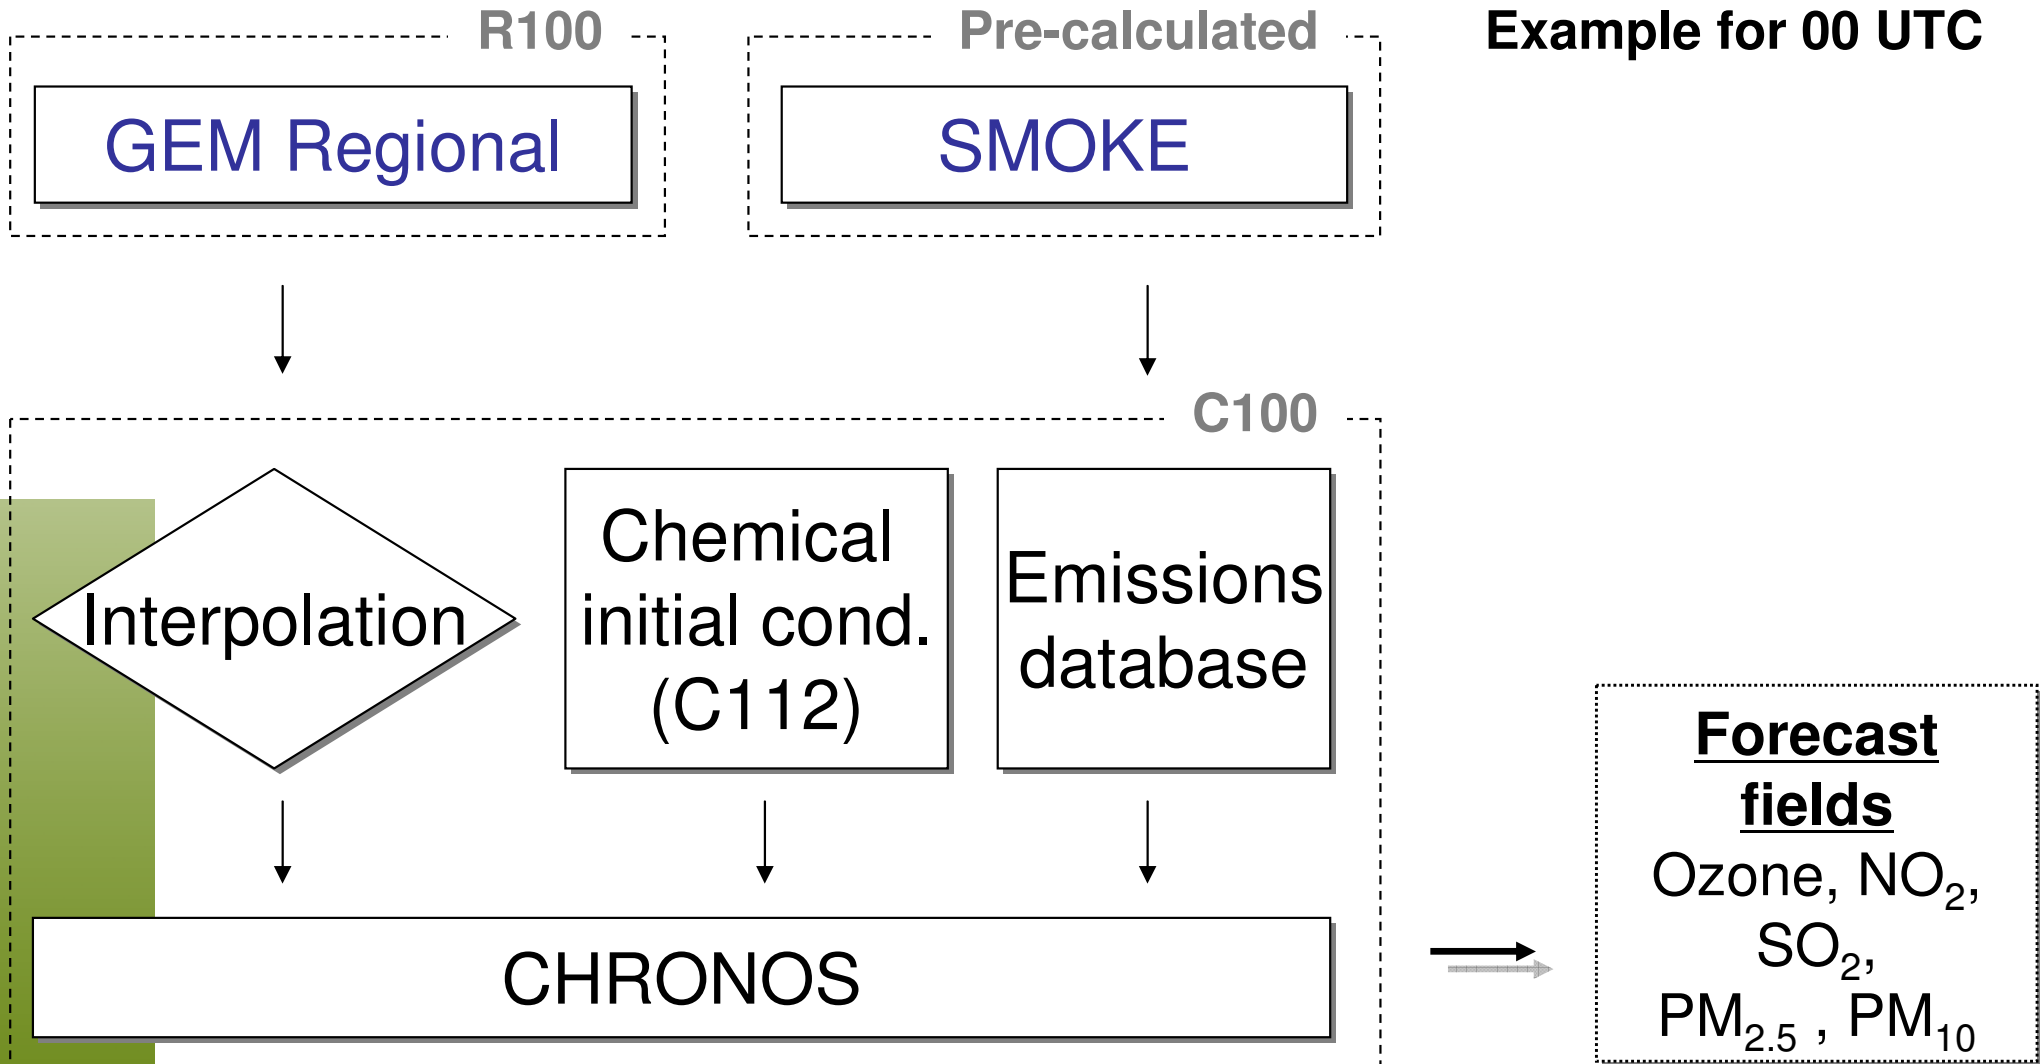 R100
Pre-calculated
Example for 00 UTC
GEM Regional
SMOKE
C100
Interpolation
Chemical
initial cond.
(C112)
Emissions
database
CHRONOS
Forecast
fields
Ozone, NO₂,
SO₂,
PM₂.₅ , PM₁₀